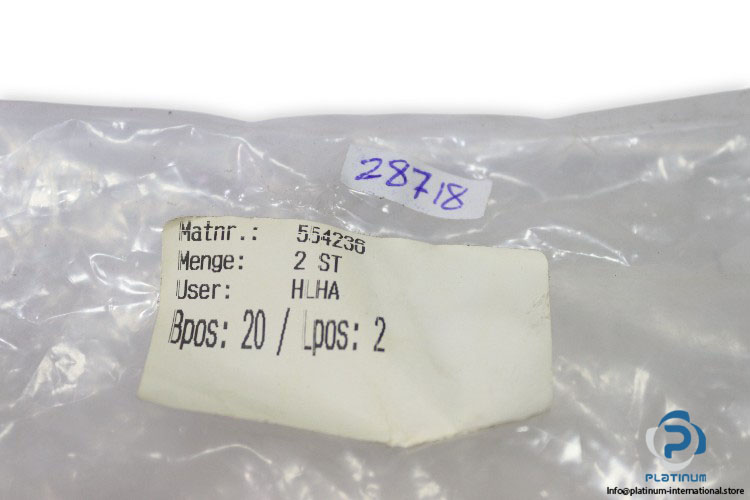 28718
Matnr.: 554236
Menge: 2 ST
User: HLHA
Bpos: 20 / Lpos: 2
PLATINUM
Info@platinum-international.store